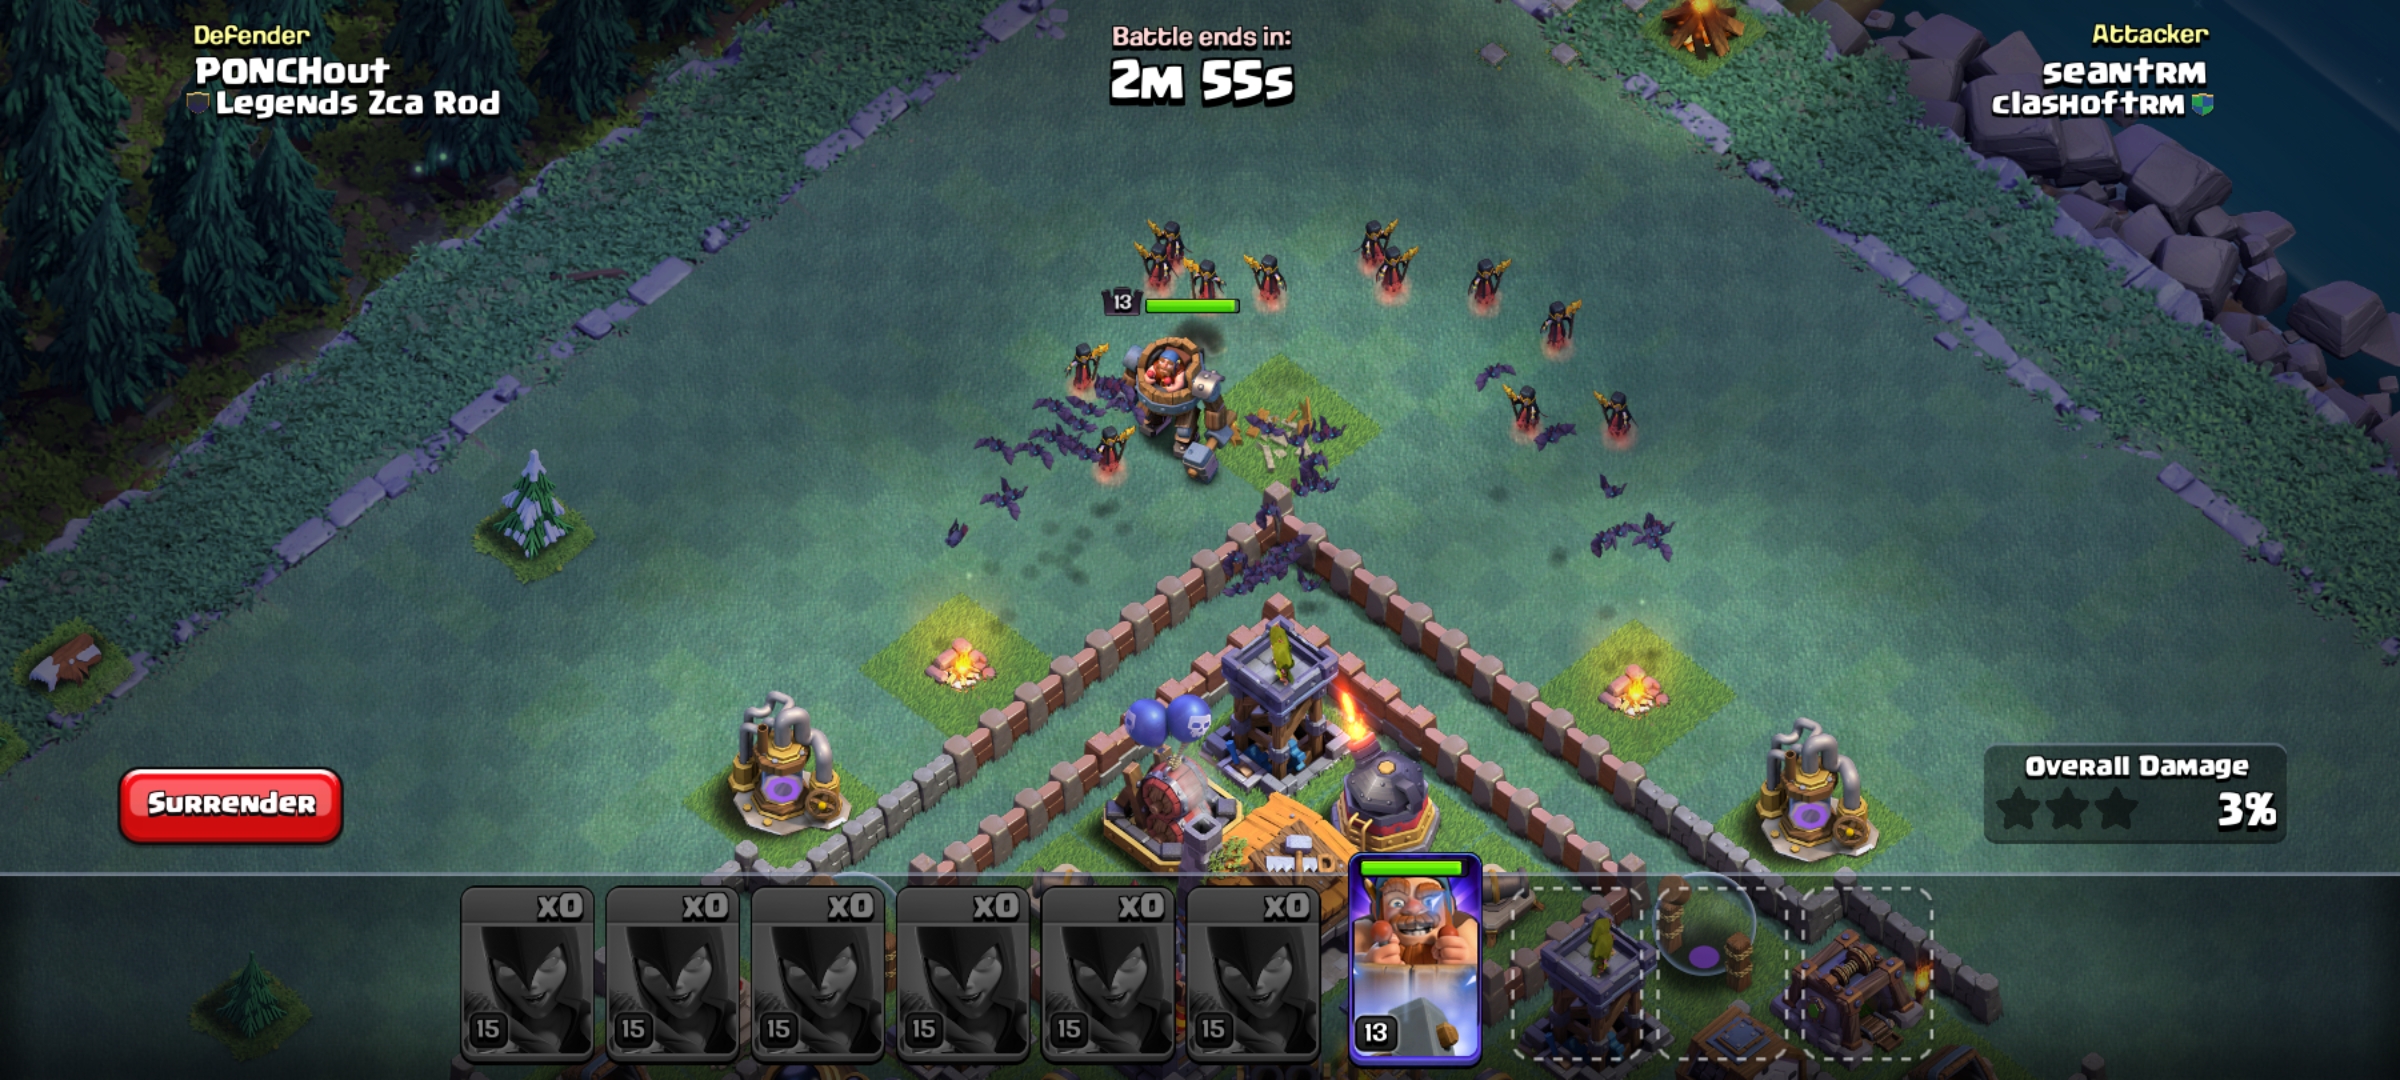 Defender
PONCHout
Legends Zca Rod
Battle ends in:
2M 55s
Attacker
seantRM
clashoftRM
13
Surrender
Overall Damage
3%
x0
x0
x0
x0
x0
x0
15
15
15
15
15
15
13